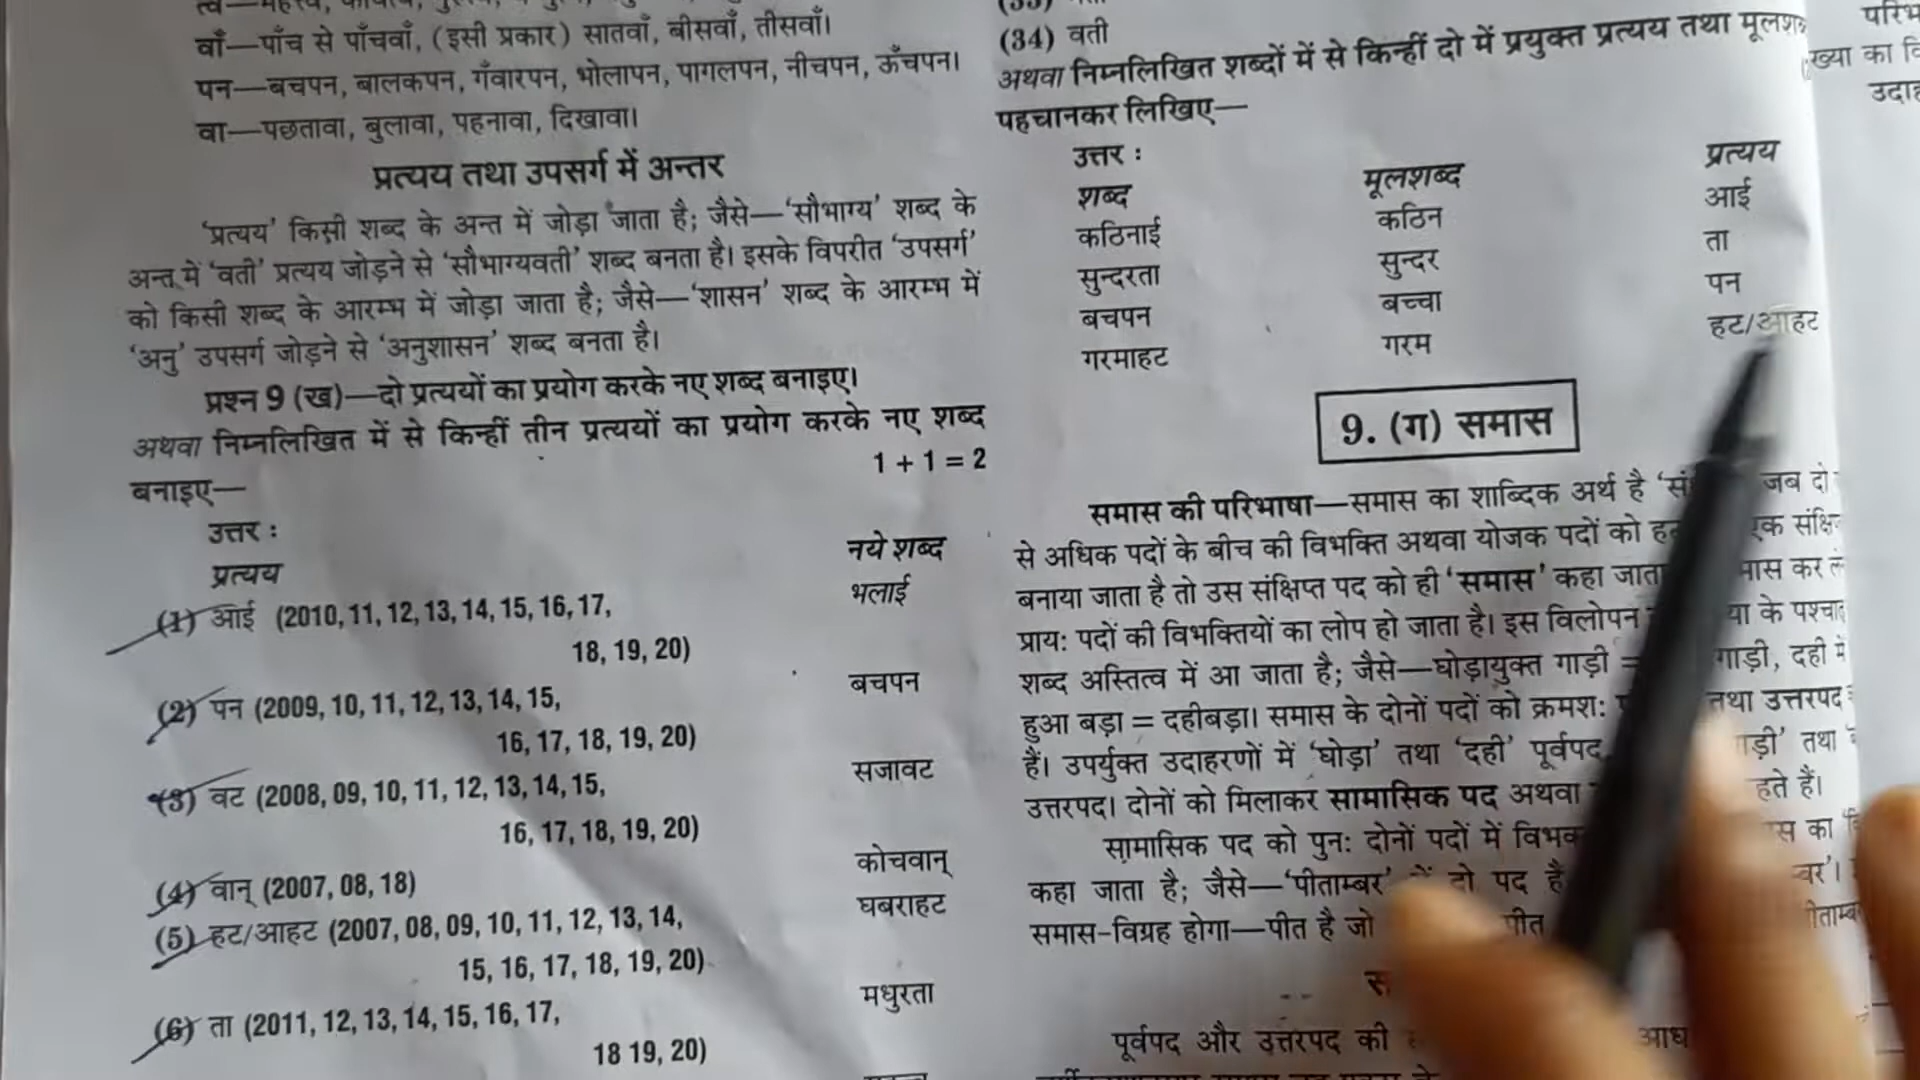 वाँ—पाँच से पाँचवाँ, (इसी प्रकार) सातवाँ, बीसवाँ, तीसवाँ।
पन—बचपन, बालकपन, गँवारपन, भोलापन, पागलपन, नीचपन, ऊँचपन।
वा—पछतावा, बुलावा, पहनावा, दिखावा।
प्रत्यय तथा उपसर्ग में अन्तर
'प्रत्यय' किसी शब्द के अन्त में जोड़ा जाता है; जैसे—'सौभाग्य' शब्द के
अन्त में 'वती' प्रत्यय जोड़ने से 'सौभाग्यवती' शब्द बनता है। इसके विपरीत 'उपसर्ग'
को किसी शब्द के आरम्भ में जोड़ा जाता है; जैसे—'शासन' शब्द के आरम्भ में
'अनु' उपसर्ग जोड़ने से 'अनुशासन' शब्द बनता है।
प्रश्न 9 (ख)—दो प्रत्ययों का प्रयोग करके नए शब्द बनाइए।
अथवा निम्नलिखित में से किन्हीं तीन प्रत्ययों का प्रयोग करके नए शब्द
बनाइए— 1 + 1 = 2
उत्तर :
प्रत्यय नये शब्द
(1) आई (2010, 11, 12, 13, 14, 15, 16, 17, भलाई
18, 19, 20)
(2) पन (2009, 10, 11, 12, 13, 14, 15, बचपन
16, 17, 18, 19, 20)
(3) वट (2008, 09, 10, 11, 12, 13, 14, 15, सजावट
16, 17, 18, 19, 20)
(4) वान् (2007, 08, 18) कोचवान्
(5) हट/आहट (2007, 08, 09, 10, 11, 12, 13, 14, घबराहट
15, 16, 17, 18, 19, 20)
(6) ता (2011, 12, 13, 14, 15, 16, 17, मधुरता
18 19, 20)
(34) वती
अथवा निम्नलिखित शब्दों में से किन्हीं दो में प्रयुक्त प्रत्यय तथा
पहचानकर लिखिए—
उत्तर :
शब्द मूलशब्द प्रत्यय
कठिनाई कठिन आई
सुन्दरता सुन्दर ता
बचपन बच्चा पन
गरमाहट गरम हट/आहट
9. (ग) समास
समास की परिभाषा—समास का शाब्दिक अर्थ है जब दो
से अधिक पदों के बीच की विभक्ति अथवा योजक पदों को एक
बनाया जाता है तो उस संक्षिप्त पद को ही 'समास' कहा जाता कर
प्राय: पदों की विभक्तियों का लोप हो जाता है। इस विलोपन के
शब्द अस्तित्व में आ जाता है; जैसे—घोड़ायुक्त गाड़ी = गाड़ी, दही में
हुआ बड़ा = दहीबड़ा। समास के दोनों पदों को क्रमश: तथा उत्तरपद
हैं। उपर्युक्त उदाहरणों में 'घोड़ा' तथा 'दही' पूर्वपद तथा
उत्तरपद। दोनों को मिलाकर सामासिक पद अथवा हैं।
सामासिक पद को पुन: दोनों पदों में का
कहा जाता है; जैसे—'पीताम्बर' में दो पद
समास-विग्रह होगा—पीत है जो पीत
पूर्वपद और उत्तरपद की
का